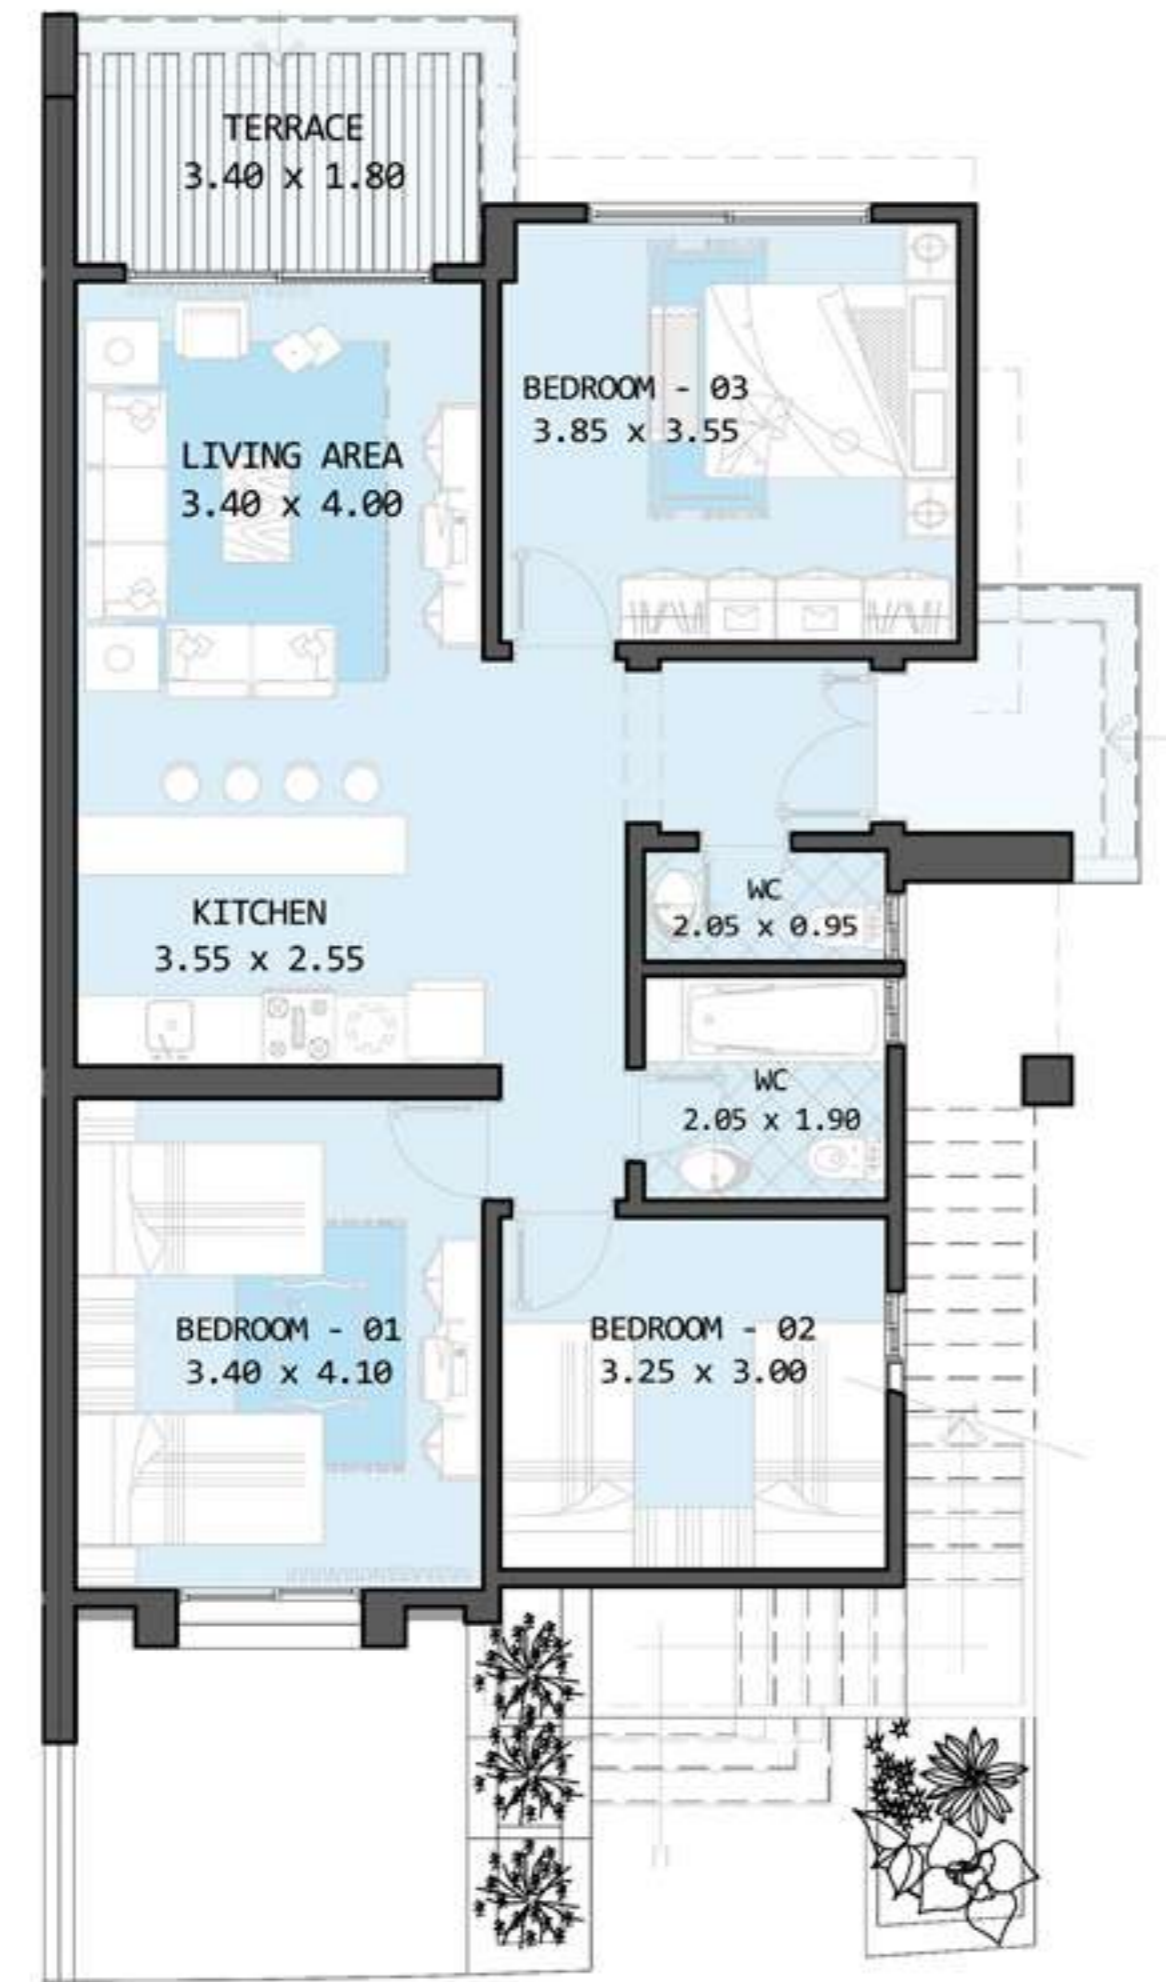 TERRACE
3.40 x 1.80
BEDROOM - 03
3.85 x 3.55
LIVING AREA
3.40 x 4.00
WC
2.05 x 0.95
KITCHEN
3.55 x 2.55
WC
2.05 x 1.90
BEDROOM - 01
3.40 x 4.10
BEDROOM - 02
3.25 x 3.00